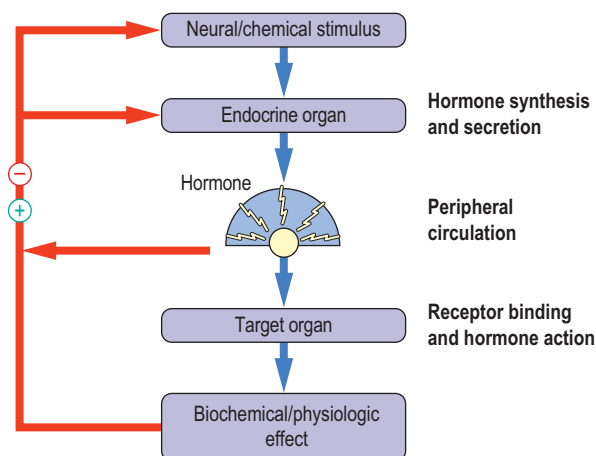 Neural/chemical stimulus
Endocrine organ
Hormone synthesis
and secretion
Hormone
−
+
Peripheral
circulation
Target organ
Receptor binding
and hormone action
Biochemical/physiologic
effect